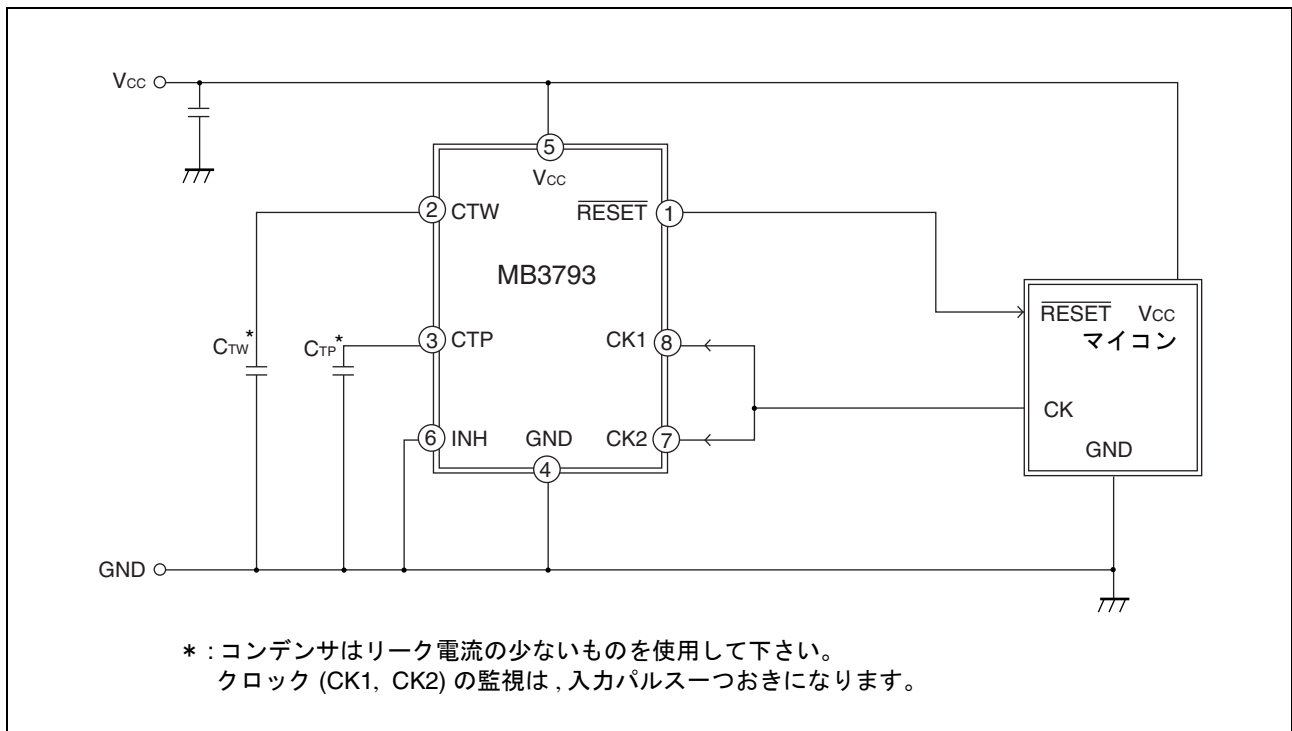 VCC
5
VCC
2 CTW
RESET 1
MB3793
RESET VCC
マイコン
CTW*
CTP*
3 CTP
CK1 8
CK
6 INH
GND
CK2 7
GND
4
GND
* : コンデンサはリーク電流の少ないものを使用して下さい。
クロック (CK1, CK2) の監視は , 入力パルス一つおきになります。